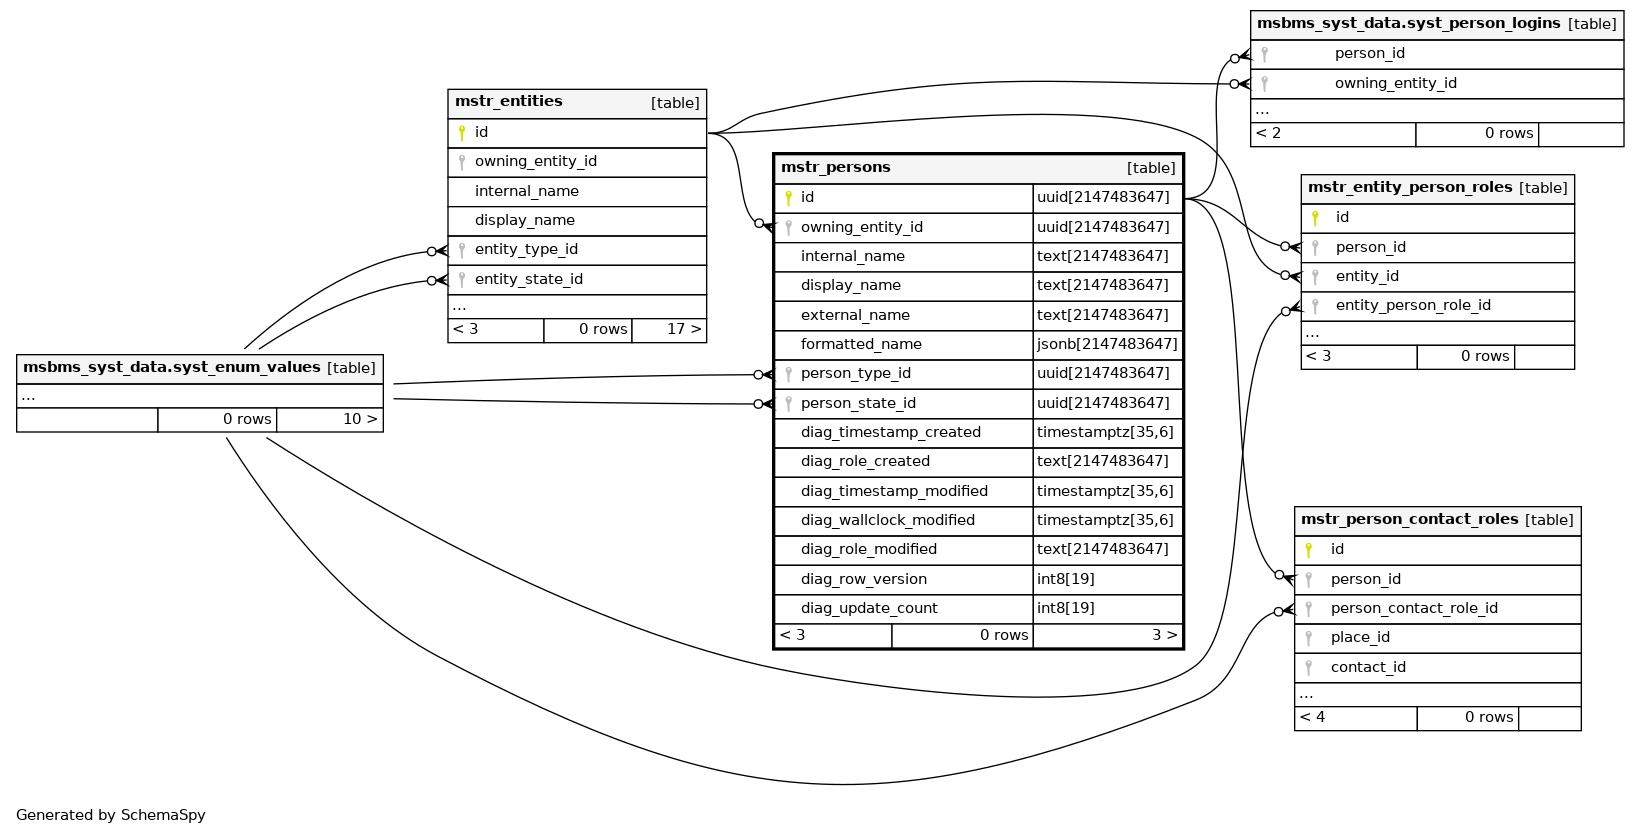 msbms_syst_data.syst_person_logins [table]
person_id
owning_entity_id
...
< 2 0 rows
mstr_entities [table]
id
owning_entity_id
internal_name
display_name
entity_type_id
entity_state_id
...
< 3 0 rows 17 >
mstr_persons [table]
id uuid[2147483647]
owning_entity_id uuid[2147483647]
internal_name text[2147483647]
display_name text[2147483647]
external_name text[2147483647]
formatted_name jsonb[2147483647]
person_type_id uuid[2147483647]
person_state_id uuid[2147483647]
diag_timestamp_created timestamptz[35,6]
diag_role_created text[2147483647]
diag_timestamp_modified timestamptz[35,6]
diag_wallclock_modified timestamptz[35,6]
diag_role_modified text[2147483647]
diag_row_version int8[19]
diag_update_count int8[19]
< 3 0 rows 3 >
mstr_entity_person_roles [table]
id
person_id
entity_id
entity_person_role_id
...
< 3 0 rows
msbms_syst_data.syst_enum_values [table]
...
0 rows 10 >
mstr_person_contact_roles [table]
id
person_id
person_contact_role_id
place_id
contact_id
...
< 4 0 rows
Generated by SchemaSpy